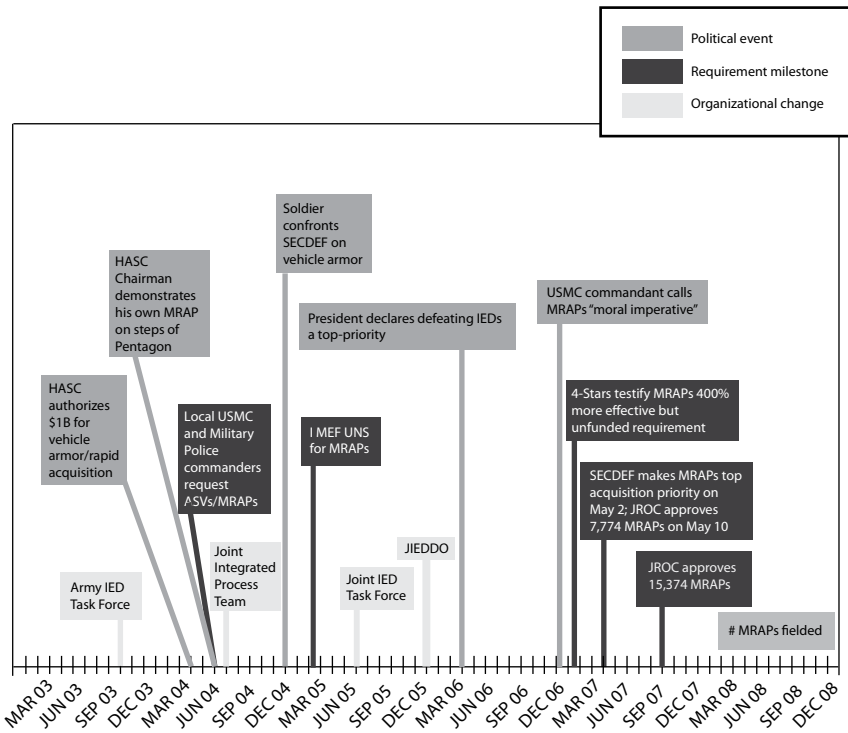 Political event
Requirement milestone
Organizational change
Soldier
confronts
SECDEF on
vehicle armor
HASC
Chairman
demonstrates
his own MRAP
on steps of
Pentagon
President declares defeating IEDs
a top-priority
USMC commandant calls
MRAPs “moral imperative”
HASC
authorizes
$1B for
vehicle
armor/rapid
acquisition
Local USMC
and Military
Police
commanders
request
ASVs/MRAPs
I MEF UNS
for MRAPs
4-Stars testify MRAPs 400%
more effective but
unfunded requirement
SECDEF makes MRAPs top
acquisition priority on
May 2; JROC approves
7,774 MRAPs on May 10
Army IED
Task Force
Joint
Integrated
Process
Team
Joint IED
Task Force
JIEDDO
JROC approves
15,374 MRAPs
# MRAPs fielded
MAR 03
JUN 03
SEP 03
DEC 03
MAR 04
JUN 04
SEP 04
DEC 04
MAR 05
JUN 05
SEP 05
DEC 05
MAR 06
JUN 06
SEP 06
DEC 06
MAR 07
JUN 07
SEP 07
DEC 07
MAR 08
JUN 08
SEP 08
DEC 08